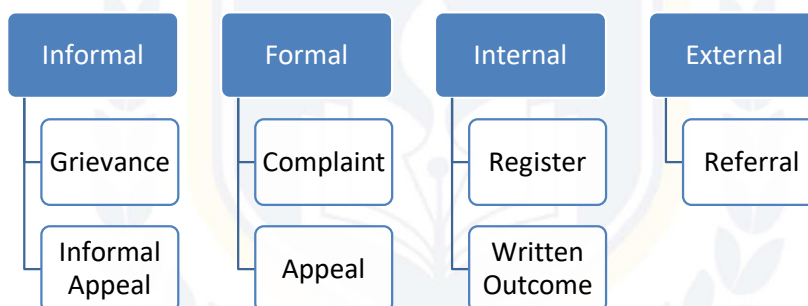 Informal
Formal
Internal
External
Grievance
Complaint
Register
Referral
Informal
Appeal
Appeal
Written
Outcome